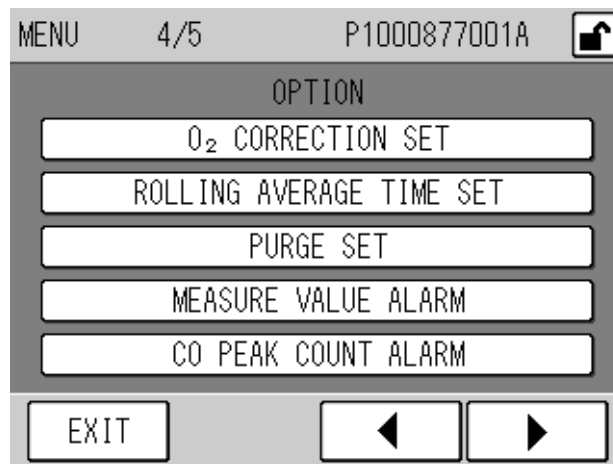 MENU 4/5 P1000877001A
OPTION
O₂ CORRECTION SET
ROLLING AVERAGE TIME SET
PURGE SET
MEASURE VALUE ALARM
CO PEAK COUNT ALARM
EXIT